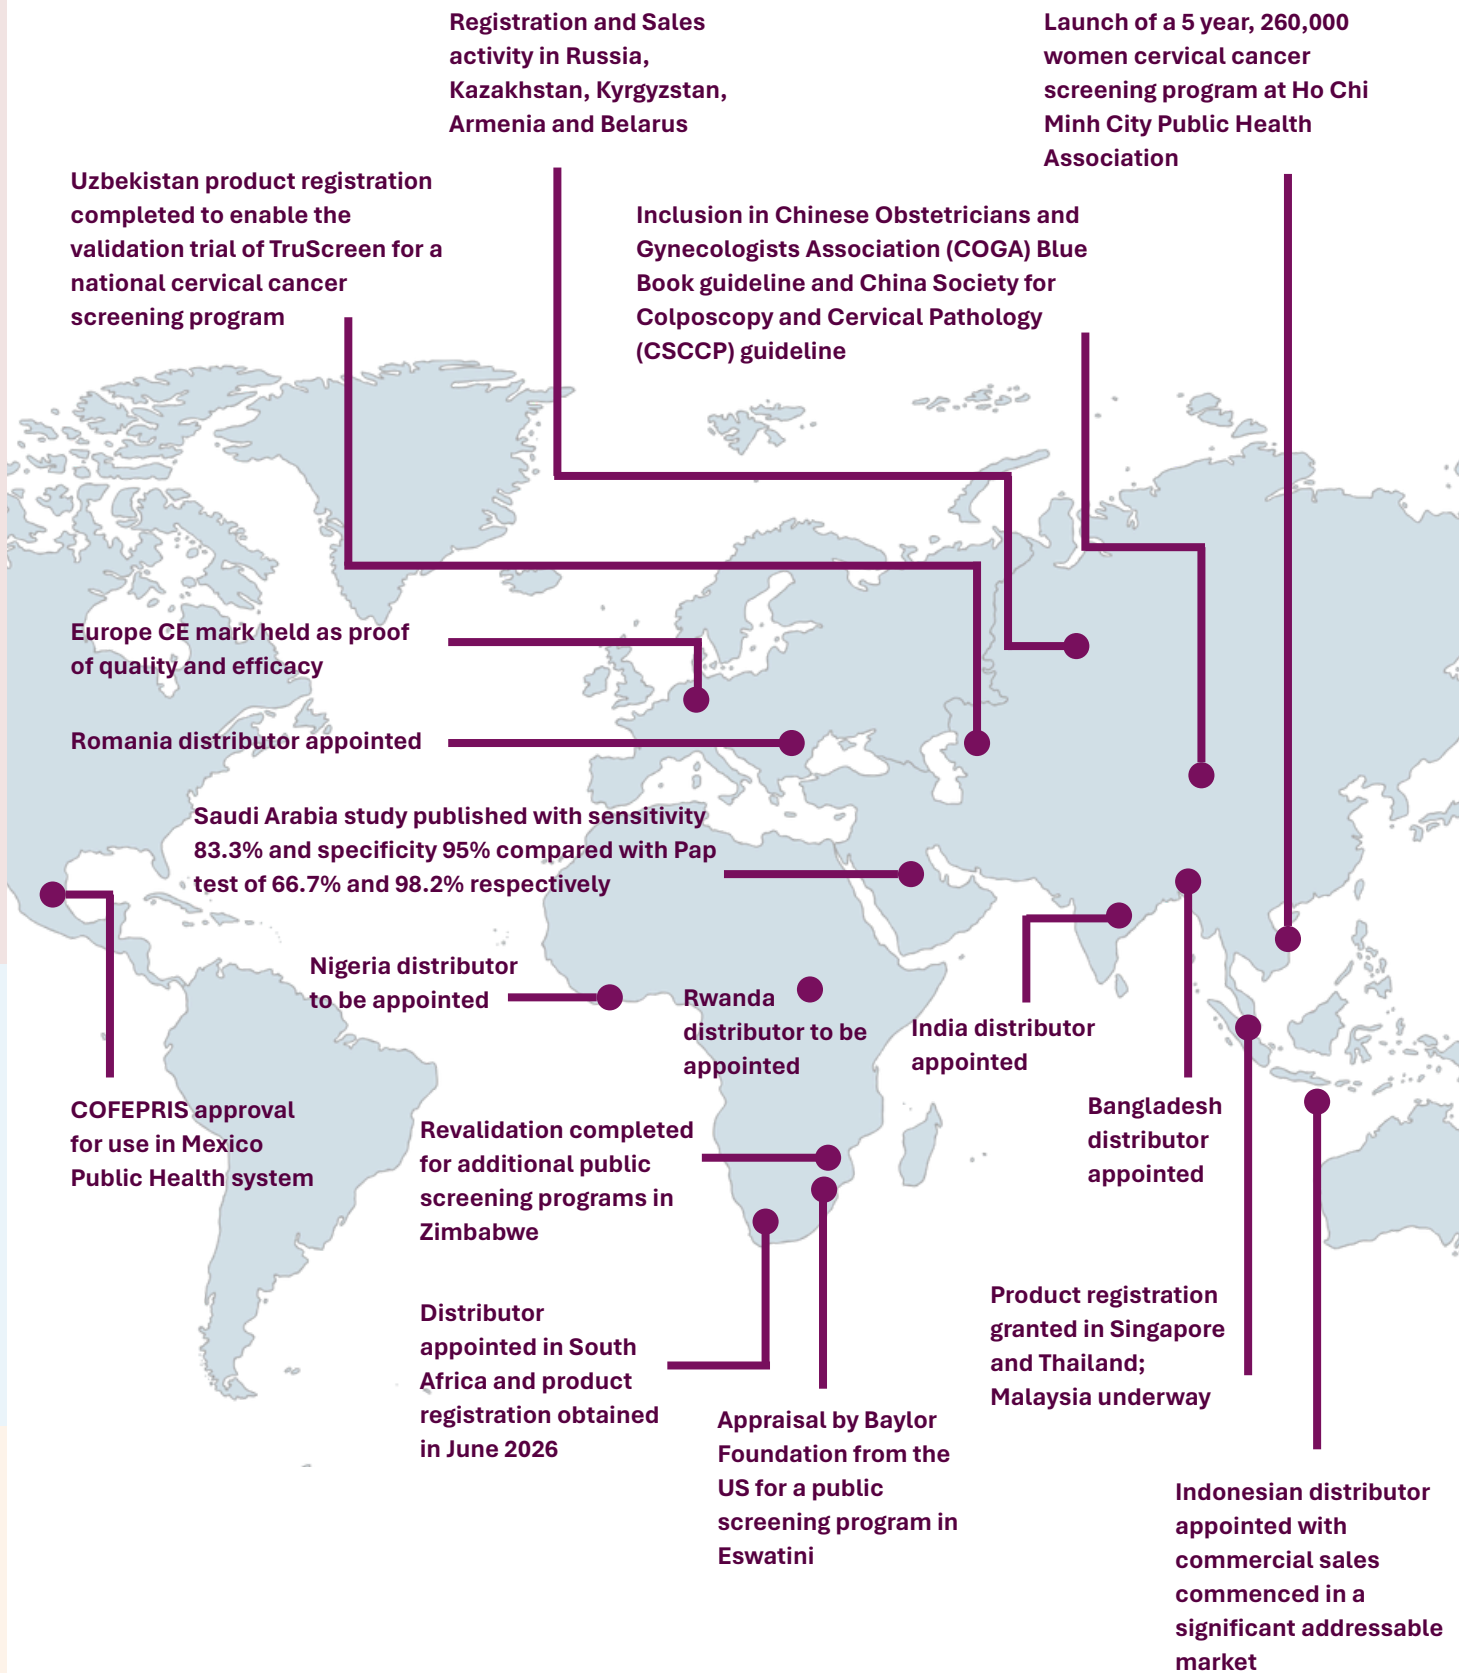 Registration and Sales
activity in Russia,
Kazakhstan, Kyrgyzstan,
Armenia and Belarus
Launch of a 5 year, 260,000
women cervical cancer
screening program at Ho Chi
Minh City Public Health
Association
Uzbekistan product registration
completed to enable the
validation trial of TruScreen for a
national cervical cancer
screening program
Inclusion in Chinese Obstetricians and
Gynecologists Association (COGA) Blue
Book guideline and China Society for
Colposcopy and Cervical Pathology
(CSCCP) guideline
Europe CE mark held as proof
of quality and efficacy
Romania distributor appointed
Saudi Arabia study published with sensitivity
83.3% and specificity 95% compared with Pap
test of 66.7% and 98.2% respectively
Nigeria distributor
to be appointed
Rwanda
distributor to be
appointed
India distributor
appointed
COFEPRIS approval
for use in Mexico
Public Health system
Revalidation completed
for additional public
screening programs in
Zimbabwe
Bangladesh
distributor
appointed
Distributor
appointed in South
Africa and product
registration obtained
in June 2026
Product registration
granted in Singapore
and Thailand;
Malaysia underway
Appraisal by Baylor
Foundation from the
US for a public
screening program in
Eswatini
Indonesian distributor
appointed with
commercial sales
commenced in a
significant addressable
market